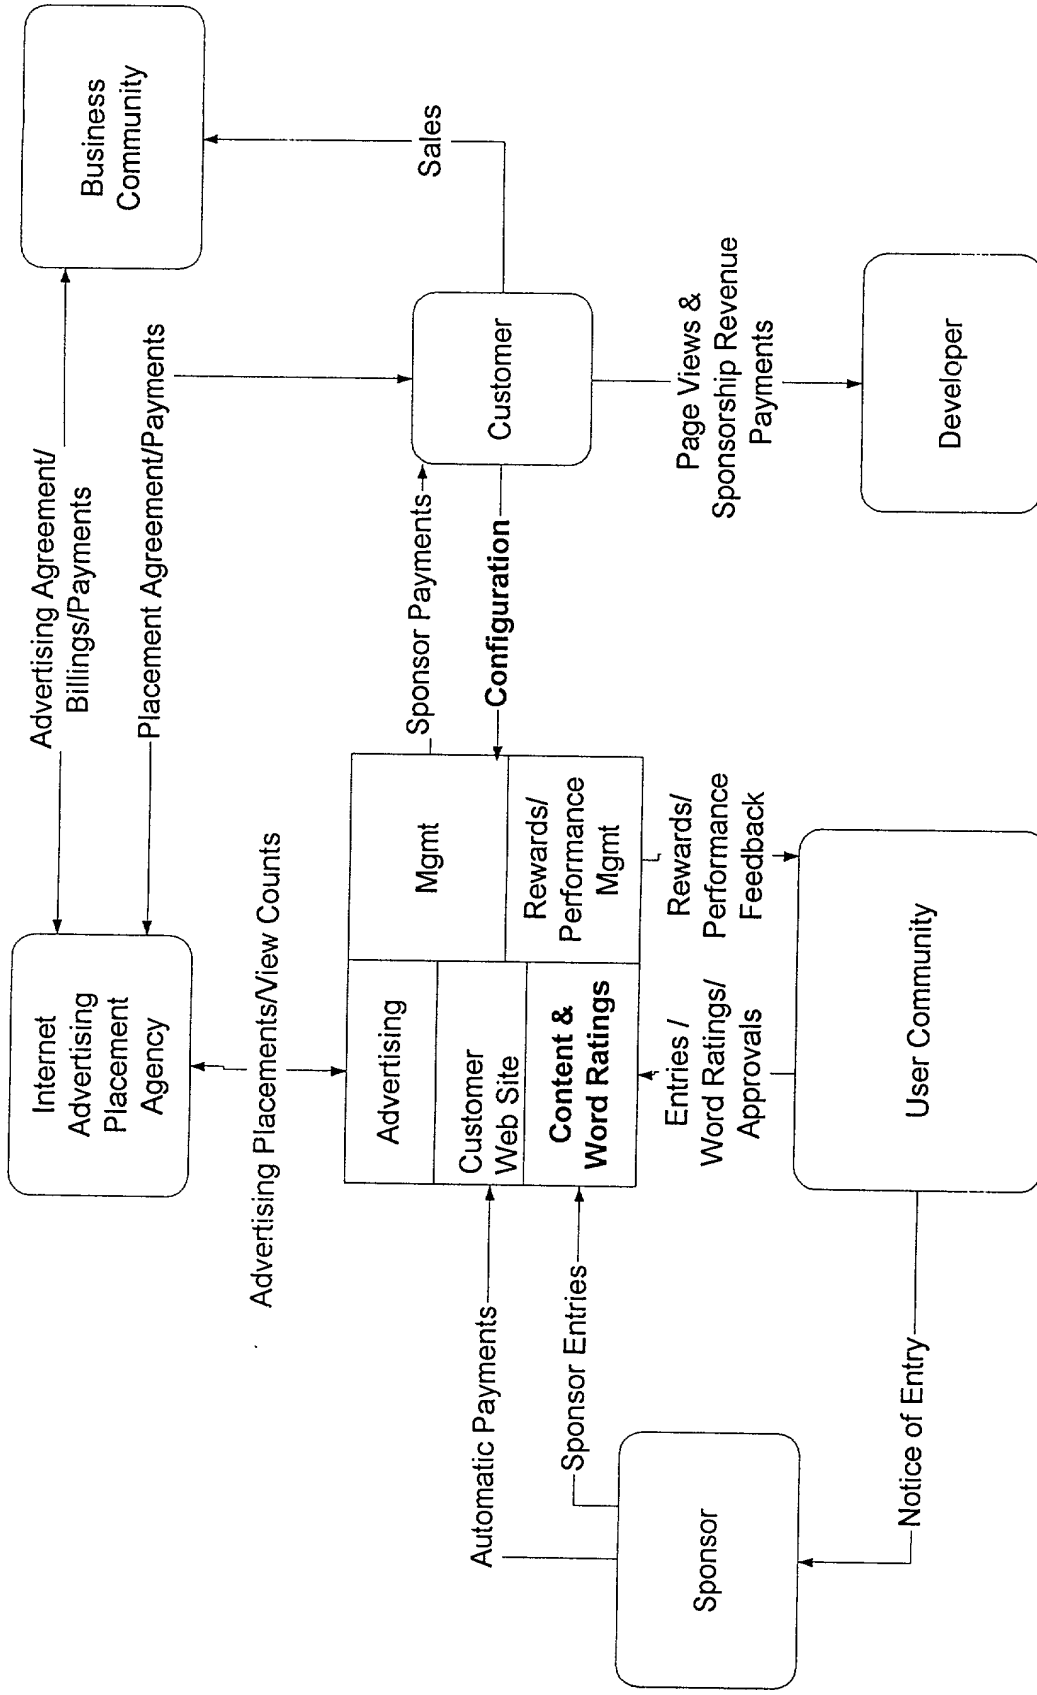 Internet
Advertising
Placement
Agency
Advertising Agreement/
Billings/Payments
Business
Community
Placement Agreement/Payments
Advertising Placements/View Counts
Sales
Automatic Payments
Sponsor Entries
Advertising
Customer
Web Site
Content &
Word Ratings
Mgmt
Rewards/
Performance
Mgmt
Sponsor Payments
Configuration
Customer
Sponsor
Entries /
Word Ratings/
Approvals
Rewards/
Performance
Feedback
Page Views &
Sponsorship Revenue
Payments
Notice of Entry
User Community
Developer